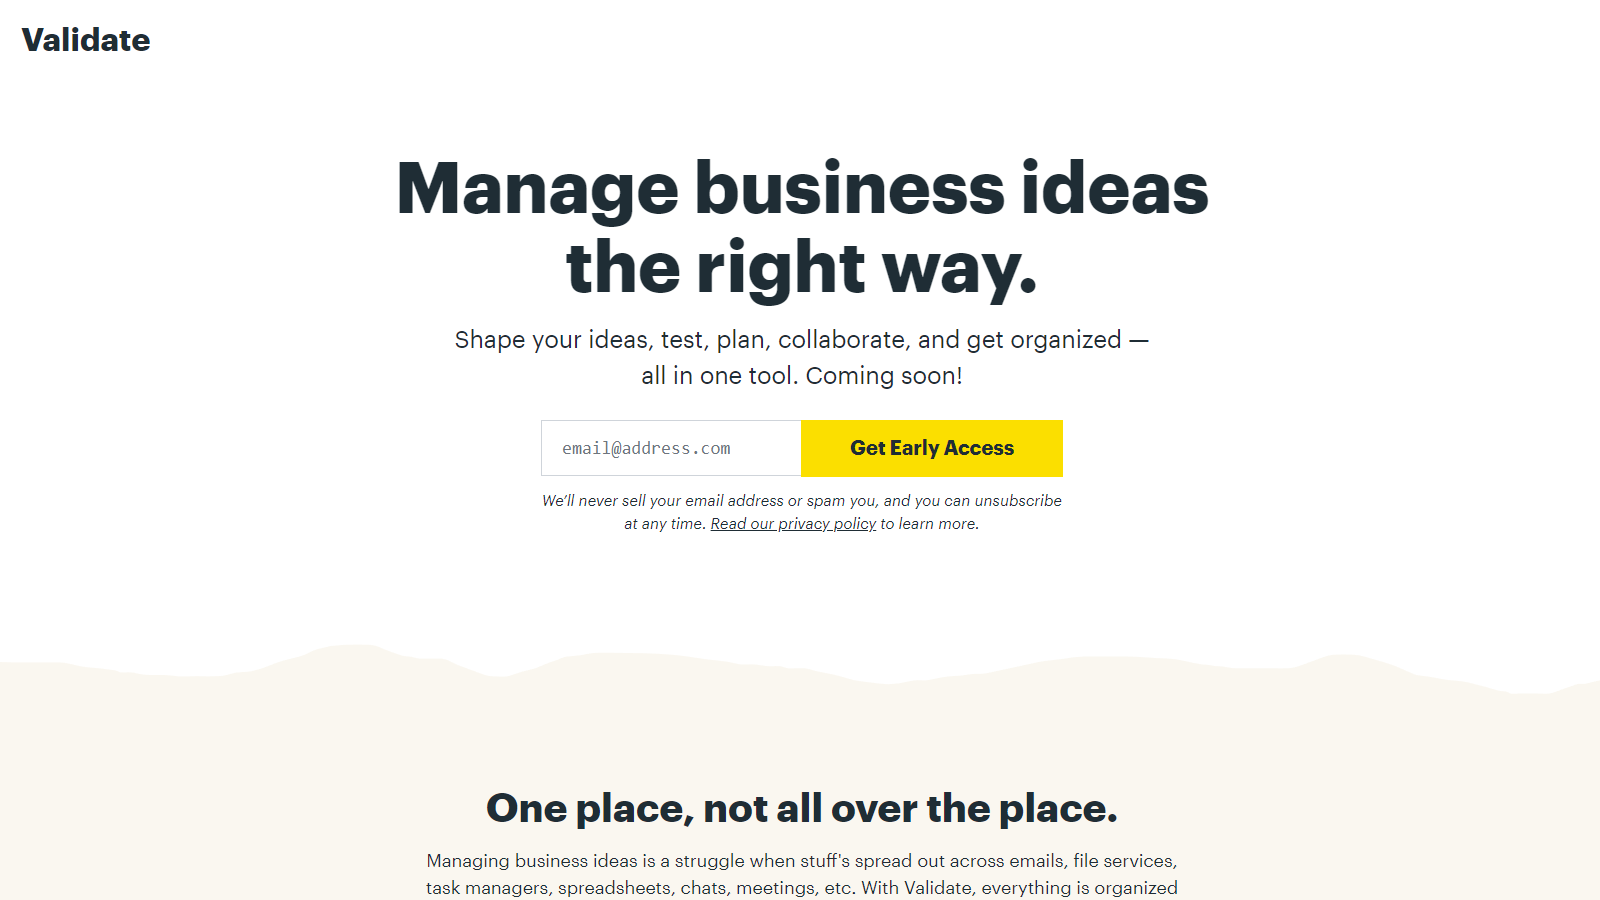 Validate
Manage business ideas
the right way.
Shape your ideas, test, plan, collaborate, and get organized —
all in one tool. Coming soon!
email@address.com
Get Early Access
We'll never sell your email address or spam you, and you can unsubscribe
at any time. Read our privacy policy to learn more.
One place, not all over the place.
Managing business ideas is a struggle when stuff's spread out across emails, file services,
task managers, spreadsheets, chats, meetings, etc. With Validate, everything is organized